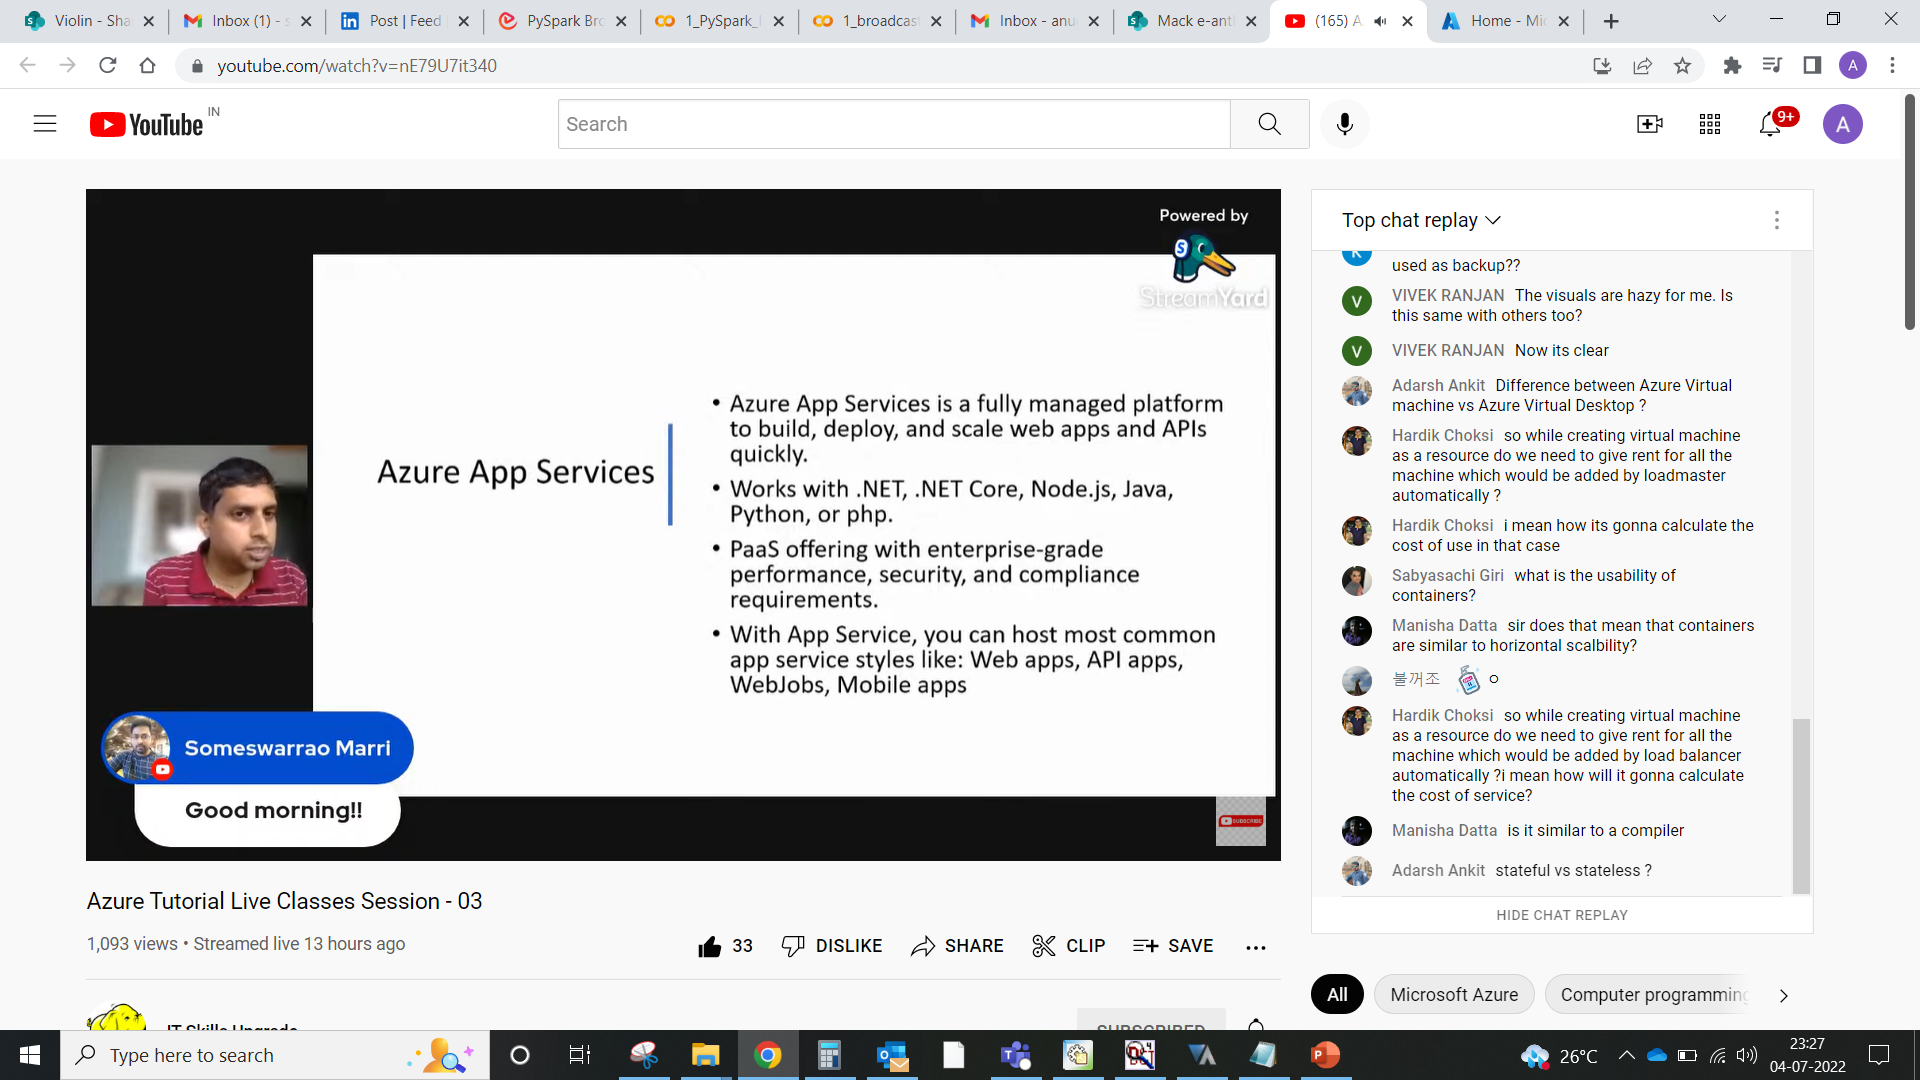 Violin - Sha
Inbox (1) - s
Post | Feed
PySpark Bro
1_PySpark_
1_broadcas
Inbox - anu
Mack e-anth
(165) A
Home - Mic
youtube.com/watch?v=nE79U7it340
A
YouTube IN
Search
9+
A
Powered by
S
StreamYard
Azure App Services
• Azure App Services is a fully managed platform
to build, deploy, and scale web apps and APIs
quickly.
• Works with .NET, .NET Core, Node.js, Java,
Python, or php.
• PaaS offering with enterprise-grade
performance, security, and compliance
requirements.
• With App Service, you can host most common
app service styles like: Web apps, API apps,
WebJobs, Mobile apps
Someswarrao Marri
Good morning!!
SUBSCRIBE
Azure Tutorial Live Classes Session - 03
1,093 views • Streamed live 13 hours ago
33
DISLIKE
SHARE
CLIP
SAVE
IT Skills Upgrade
SUBSCRIBED
Top chat replay
K
used as backup??
V
VIVEK RANJAN The visuals are hazy for me. Is
this same with others too?
V
VIVEK RANJAN Now its clear
Adarsh Ankit Difference between Azure Virtual
machine vs Azure Virtual Desktop ?
Hardik Choksi so while creating virtual machine
as a resource do we need to give rent for all the
machine which would be added by loadmaster
automatically ?
Hardik Choksi i mean how its gonna calculate the
cost of use in that case
Sabyasachi Giri what is the usability of
containers?
Manisha Datta sir does that mean that containers
are similar to horizontal scalbility?
불꺼조 ㅇ
Hardik Choksi so while creating virtual machine
as a resource do we need to give rent for all the
machine which would be added by load balancer
automatically ?i mean how will it gonna calculate
the cost of service?
Manisha Datta is it similar to a compiler
Adarsh Ankit stateful vs stateless ?
HIDE CHAT REPLAY
All
Microsoft Azure
Computer programming
Type here to search
26°C
23:27
04-07-2022